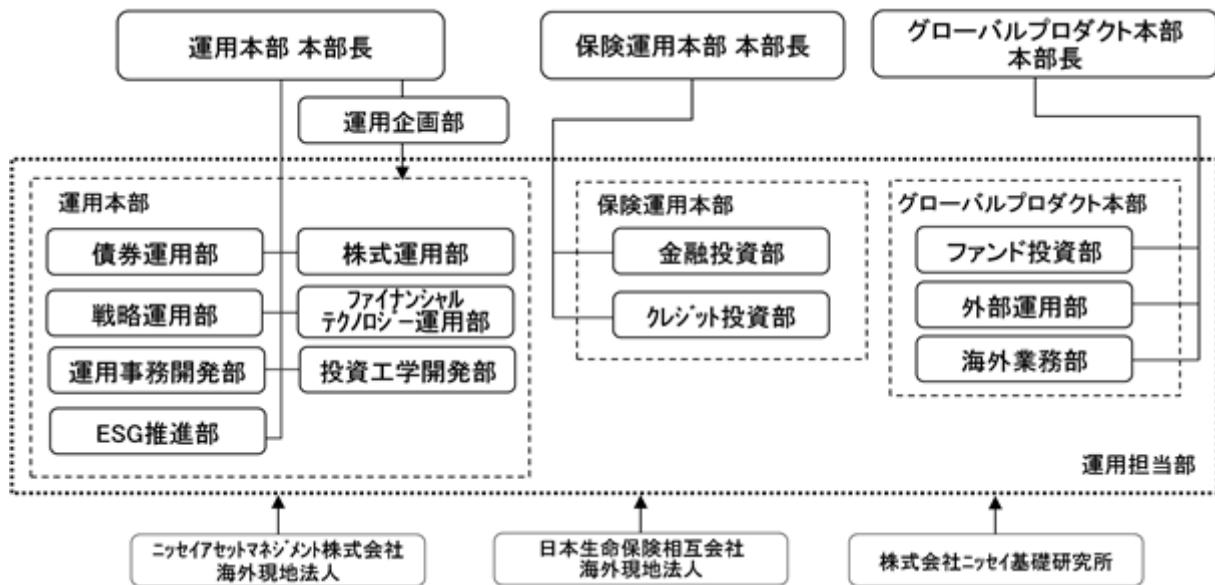 運用本部 本部長
保険運用本部 本部長
グローバルプロダクト本部
本部長
運用企画部
運用本部
債券運用部
株式運用部
戦略運用部
ファイナンシャル
テクノロジー運用部
運用事務開発部
投資工学開発部
ESG推進部
保険運用本部
金融投資部
クレジット投資部
グローバルプロダクト本部
ファンド投資部
外部運用部
海外業務部
運用担当部
ニッセイアセットマネジメント株式会社
海外現地法人
日本生命保険相互会社
海外現地法人
株式会社ニッセイ基礎研究所